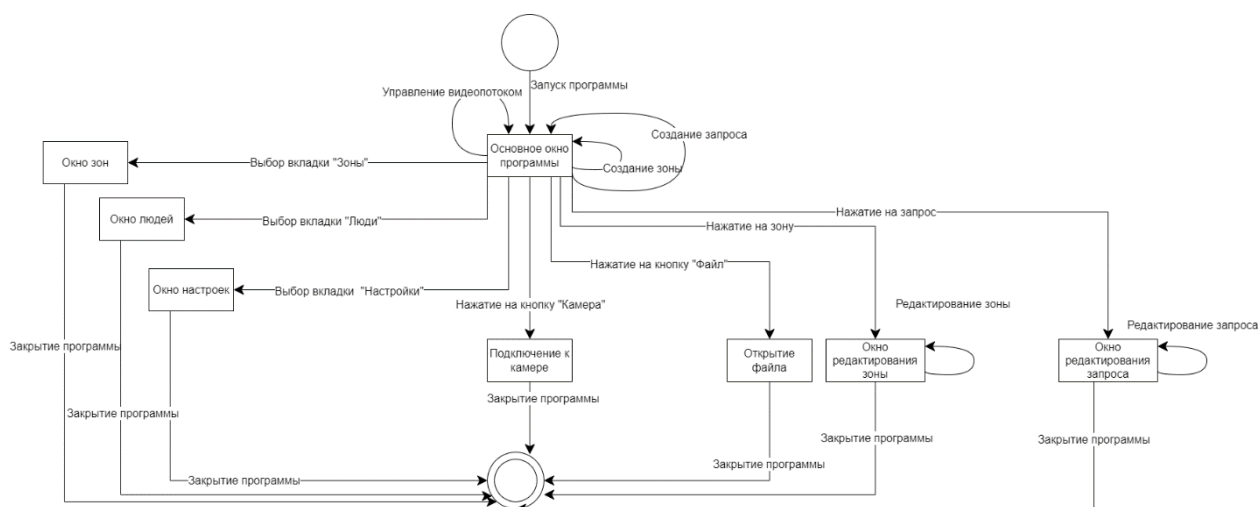 Запуск программы
Управление видеопотоком
Создание запроса
Основное окно
программы
Создание зоны
Окно зон
Выбор вкладки "Зоны"
Окно людей
Выбор вкладки "Люди"
Нажатие на запрос
Нажатие на зону
Нажатие на кнопку "Файл"
Окно настроек
Выбор вкладки "Настройки"
Нажатие на кнопку "Камера"
Редактирование зоны
Редактирование запроса
Закрытие программы
Подключение к
камере
Открытие
файла
Окно
редактирования
зоны
Окно
редактирования
запроса
Закрытие программы
Закрытие программы
Закрытие программы
Закрытие программы
Закрытие программы
Закрытие программы